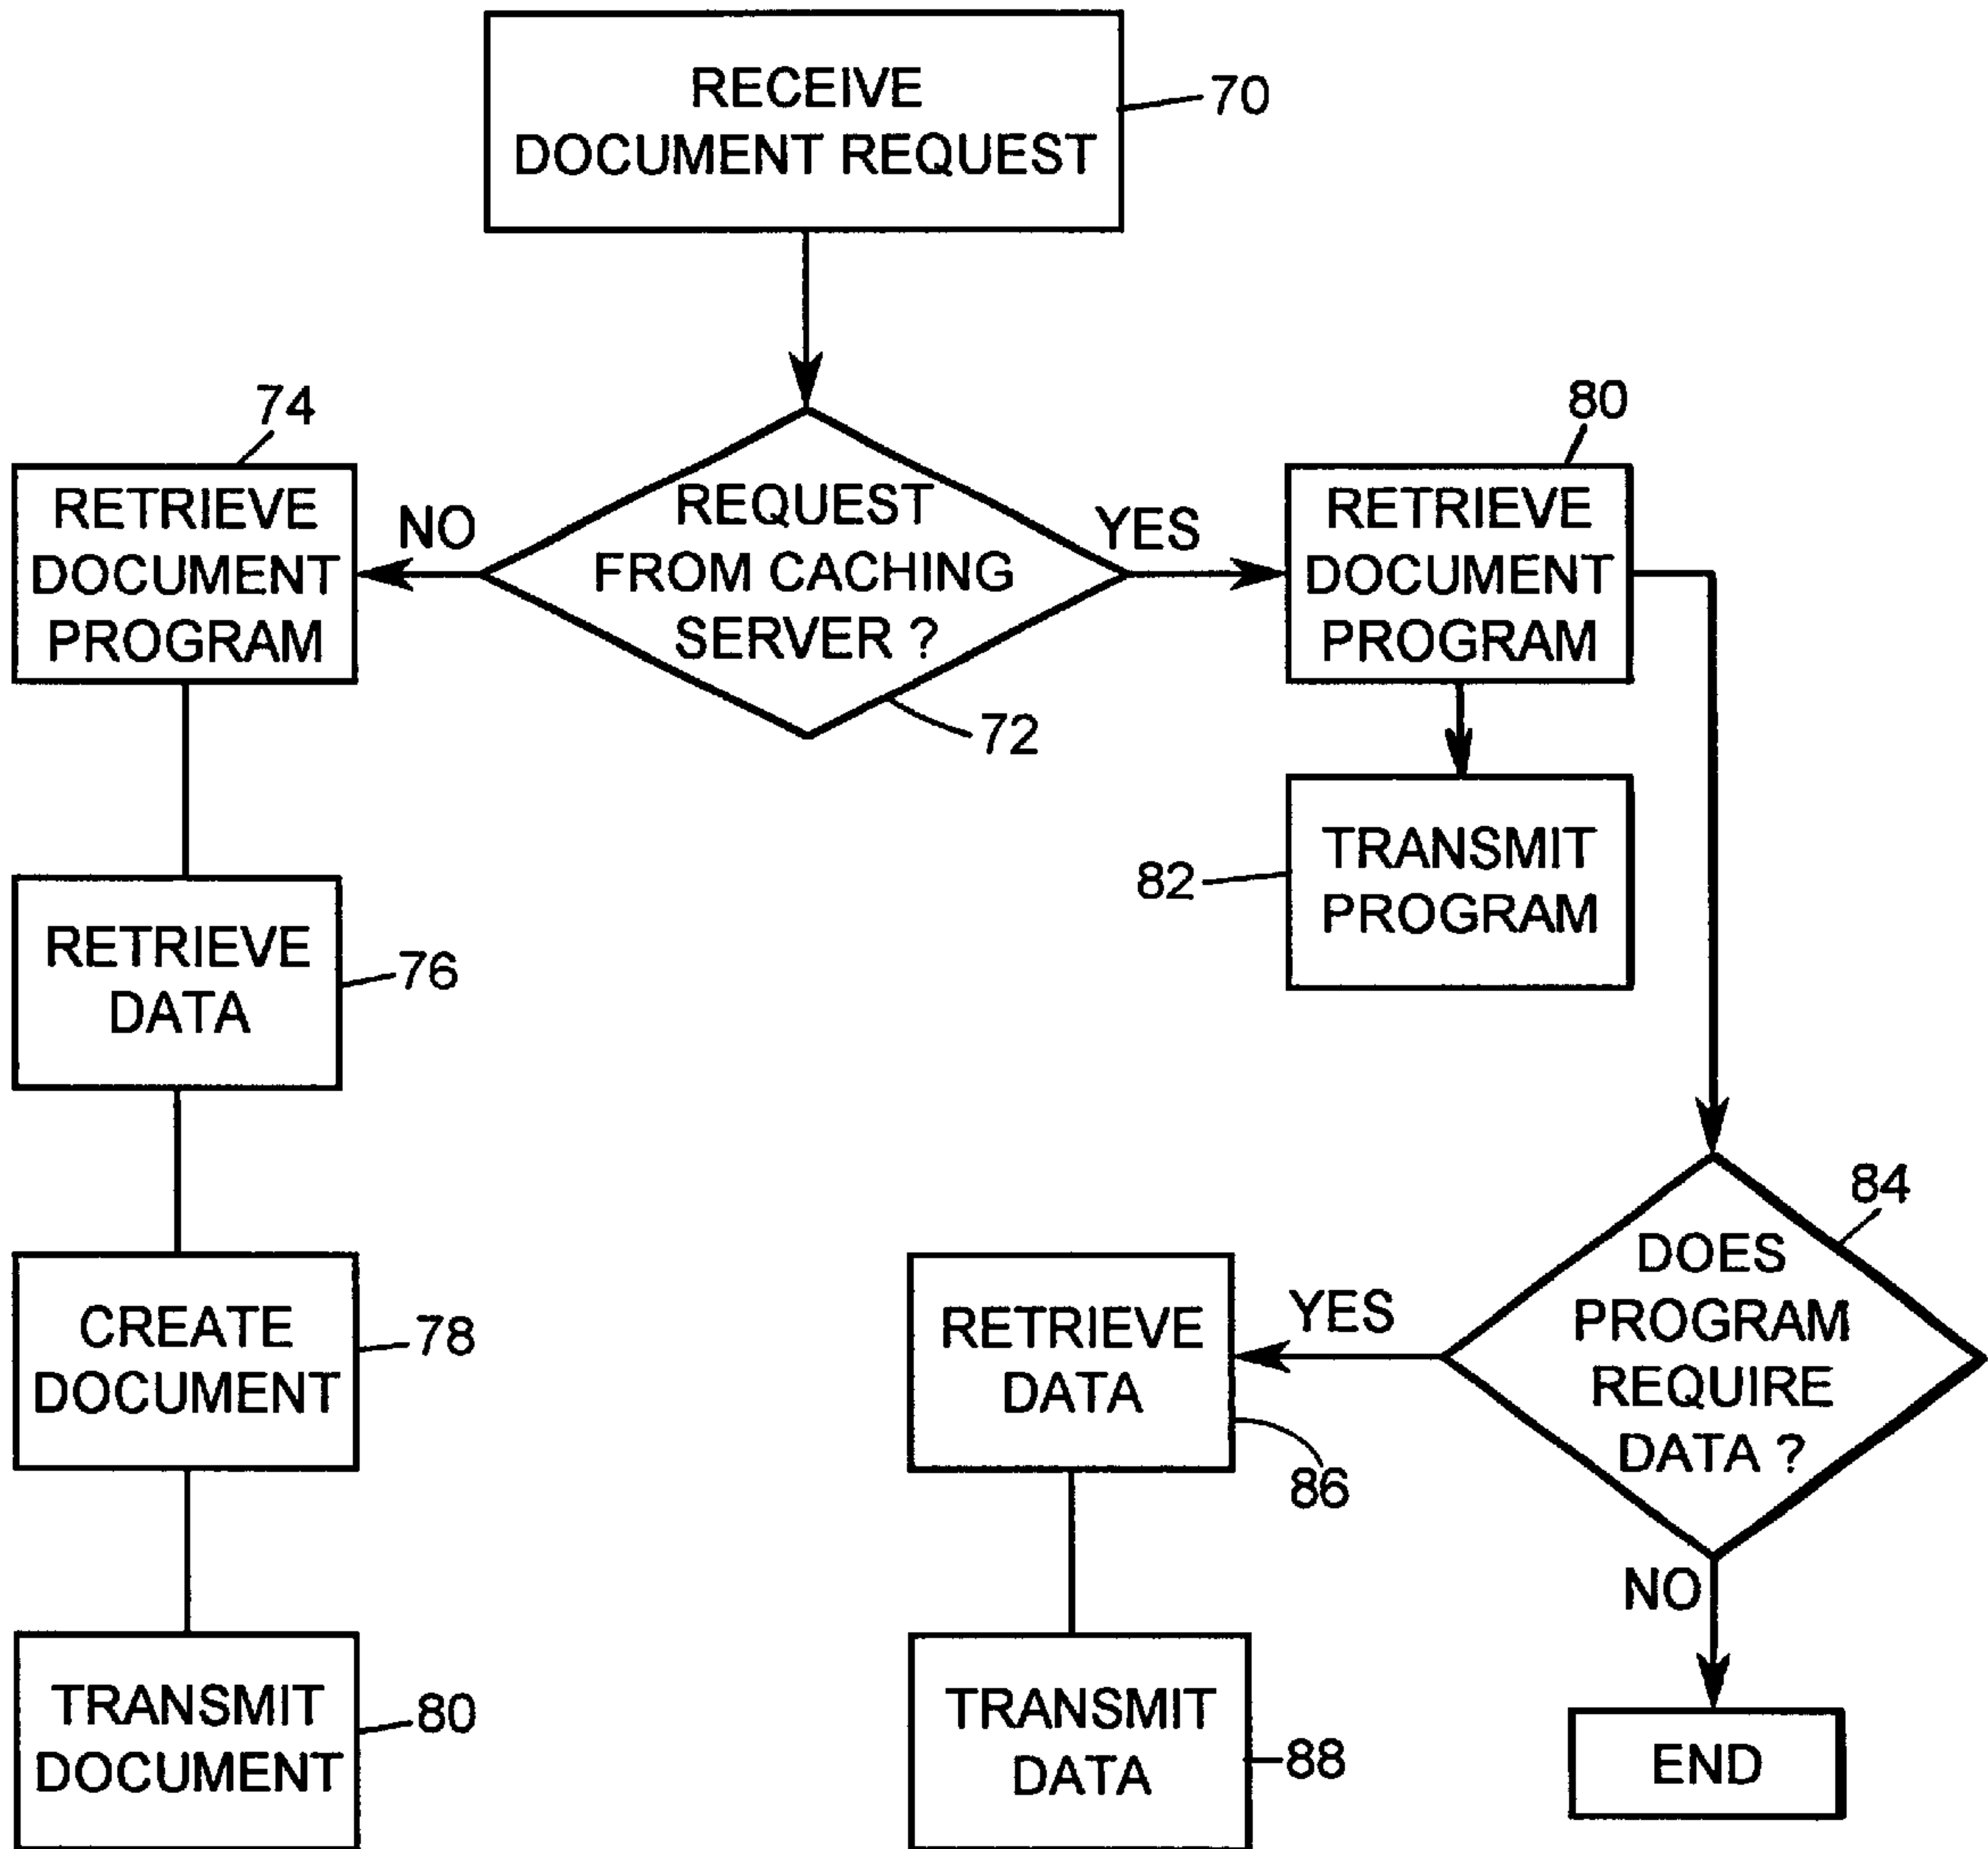 RECEIVE
DOCUMENT REQUEST
70
74
RETRIEVE
DOCUMENT
PROGRAM
NO
REQUEST
FROM CACHING
SERVER ?
72
YES
80
RETRIEVE
DOCUMENT
PROGRAM
82
TRANSMIT
PROGRAM
RETRIEVE
DATA
76
84
DOES
PROGRAM
REQUIRE
DATA ?
YES
NO
RETRIEVE
DATA
86
CREATE
DOCUMENT
78
TRANSMIT
DOCUMENT
80
TRANSMIT
DATA
88
END